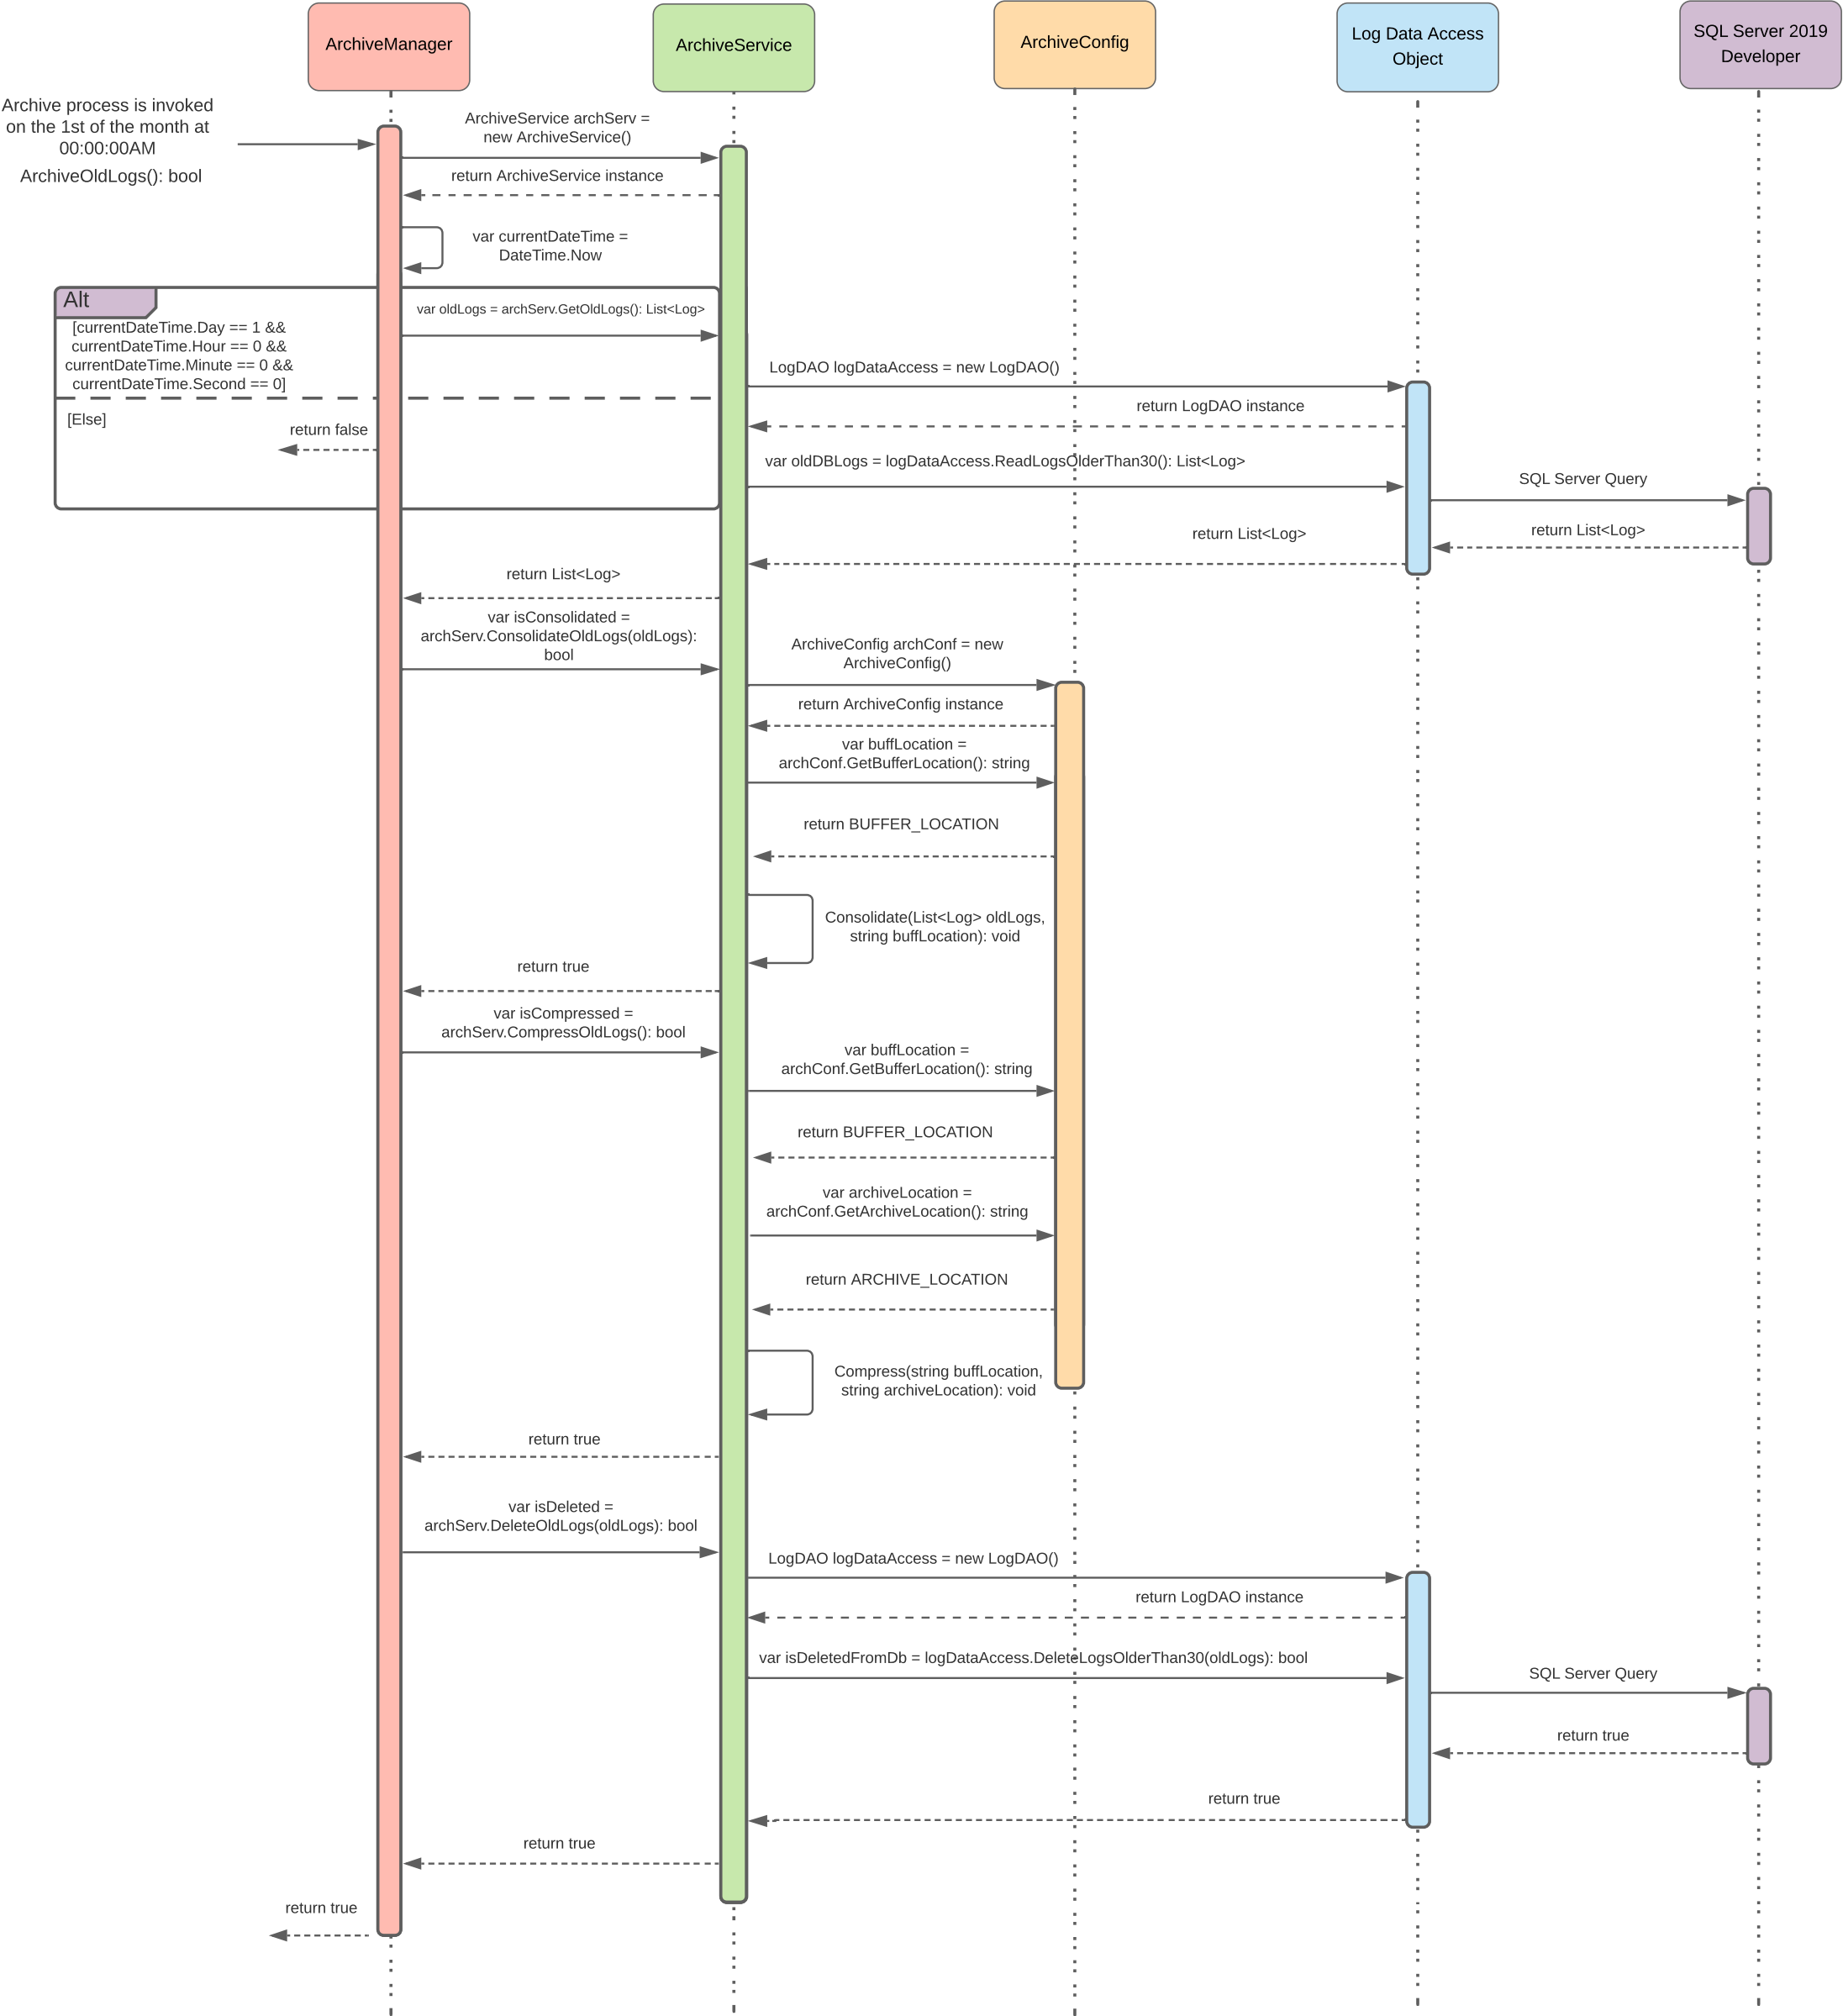 ArchiveManager
ArchiveService
ArchiveConfig
Log Data Access
Object
SQL Server 2019
Developer
Archive process is invoked
on the 1st of the month at
00:00:00AM
ArchiveOldLogs(): bool
ArchiveService archServ =
new ArchiveService()
return ArchiveService instance
var currentDateTime =
DateTime.Now
Alt
[currentDateTime.Day == 1 &&
currentDateTime.Hour == 0 &&
currentDateTime.Minute == 0 &&
currentDateTime.Second == 0]
var oldLogs = archServ.GetOldLogs(): List<Log>
LogDAO logDataAccess = new LogDAO()
return LogDAO instance
[Else]
return false
var oldDBLogs = logDataAccess.ReadLogsOlderThan30(): List<Log>
SQL Server Query
return List<Log>
return List<Log>
return List<Log>
var isConsolidated =
archServ.ConsolidateOldLogs(oldLogs):
bool
ArchiveConfig archConf = new
ArchiveConfig()
return ArchiveConfig instance
var buffLocation =
archConf.GetBufferLocation(): string
return BUFFER_LOCATION
Consolidate(List<Log> oldLogs,
string buffLocation): void
return true
var isCompressed =
archServ.CompressOldLogs(): bool
var buffLocation =
archConf.GetBufferLocation(): string
return BUFFER_LOCATION
var archiveLocation =
archConf.GetArchiveLocation(): string
return ARCHIVE_LOCATION
Compress(string buffLocation,
string archiveLocation): void
return true
var isDeleted =
archServ.DeleteOldLogs(oldLogs): bool
LogDAO logDataAccess = new LogDAO()
return LogDAO instance
var isDeletedFromDb = logDataAccess.DeleteLogsOlderThan30(oldLogs): bool
SQL Server Query
return true
return true
return true
return true